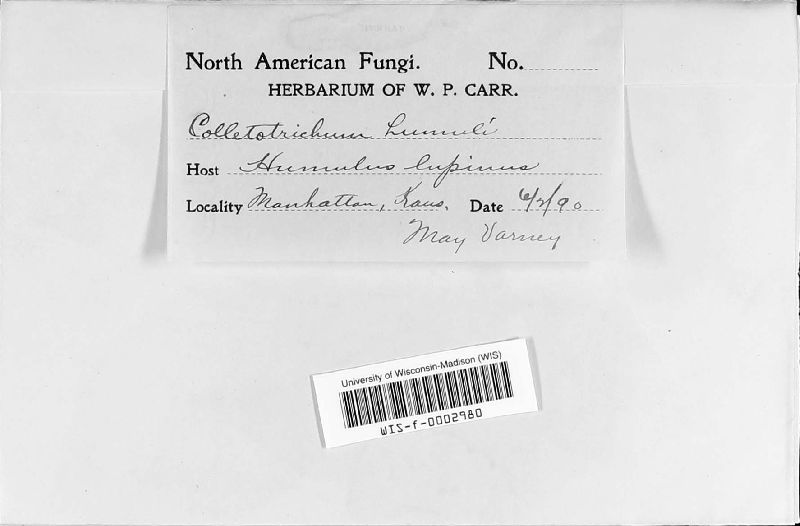 North American Fungi. No.
HERBARIUM OF W. P. CARR.
Colletotrichum humuli
Host Humulus lupinus
Locality Manhattan, Kans. Date 6/2/90
May Varney
University of Wisconsin-Madison (WIS)
WIS-f-0002980